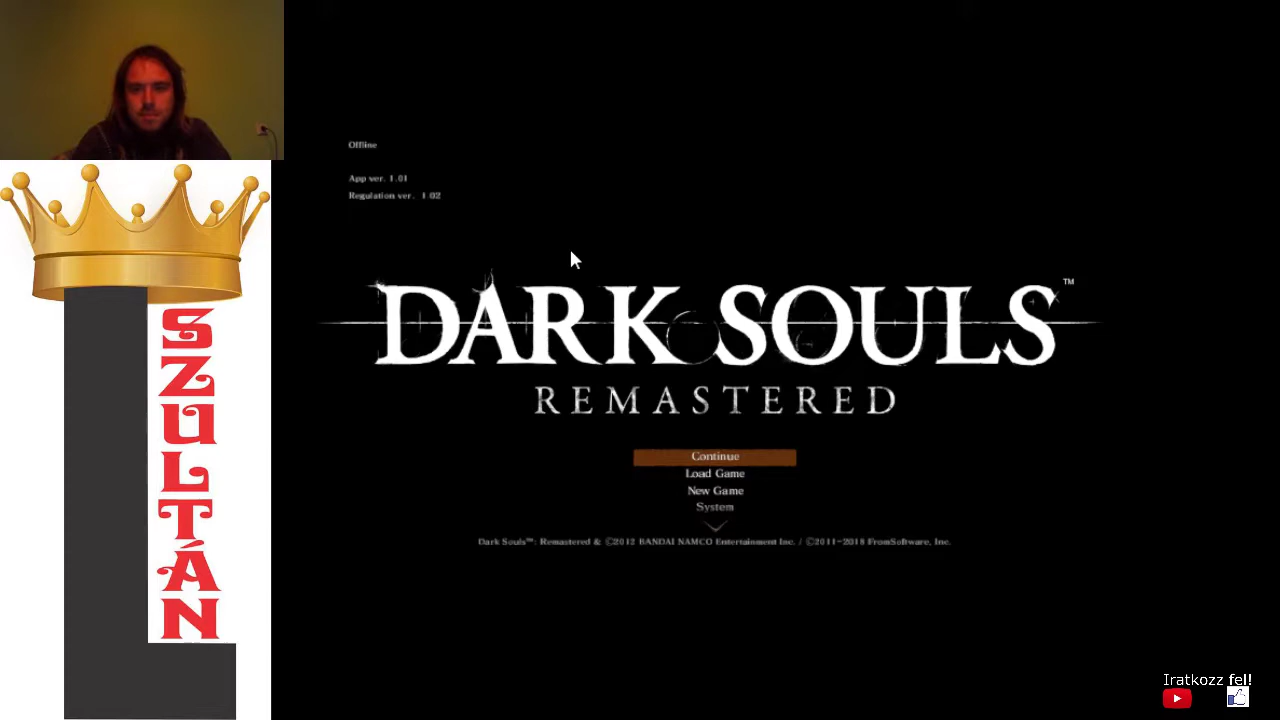 Offline
App ver. 1.01
Regulation ver. 1.02
DARK SOULS™
REMASTERED
Continue
Load Game
New Game
System
Dark Souls™: Remastered & ©2012 BANDAI NAMCO Entertainment Inc. / ©2011-2018 FromSoftware, Inc.
L
SZULTÁN
Iratkozz fel!